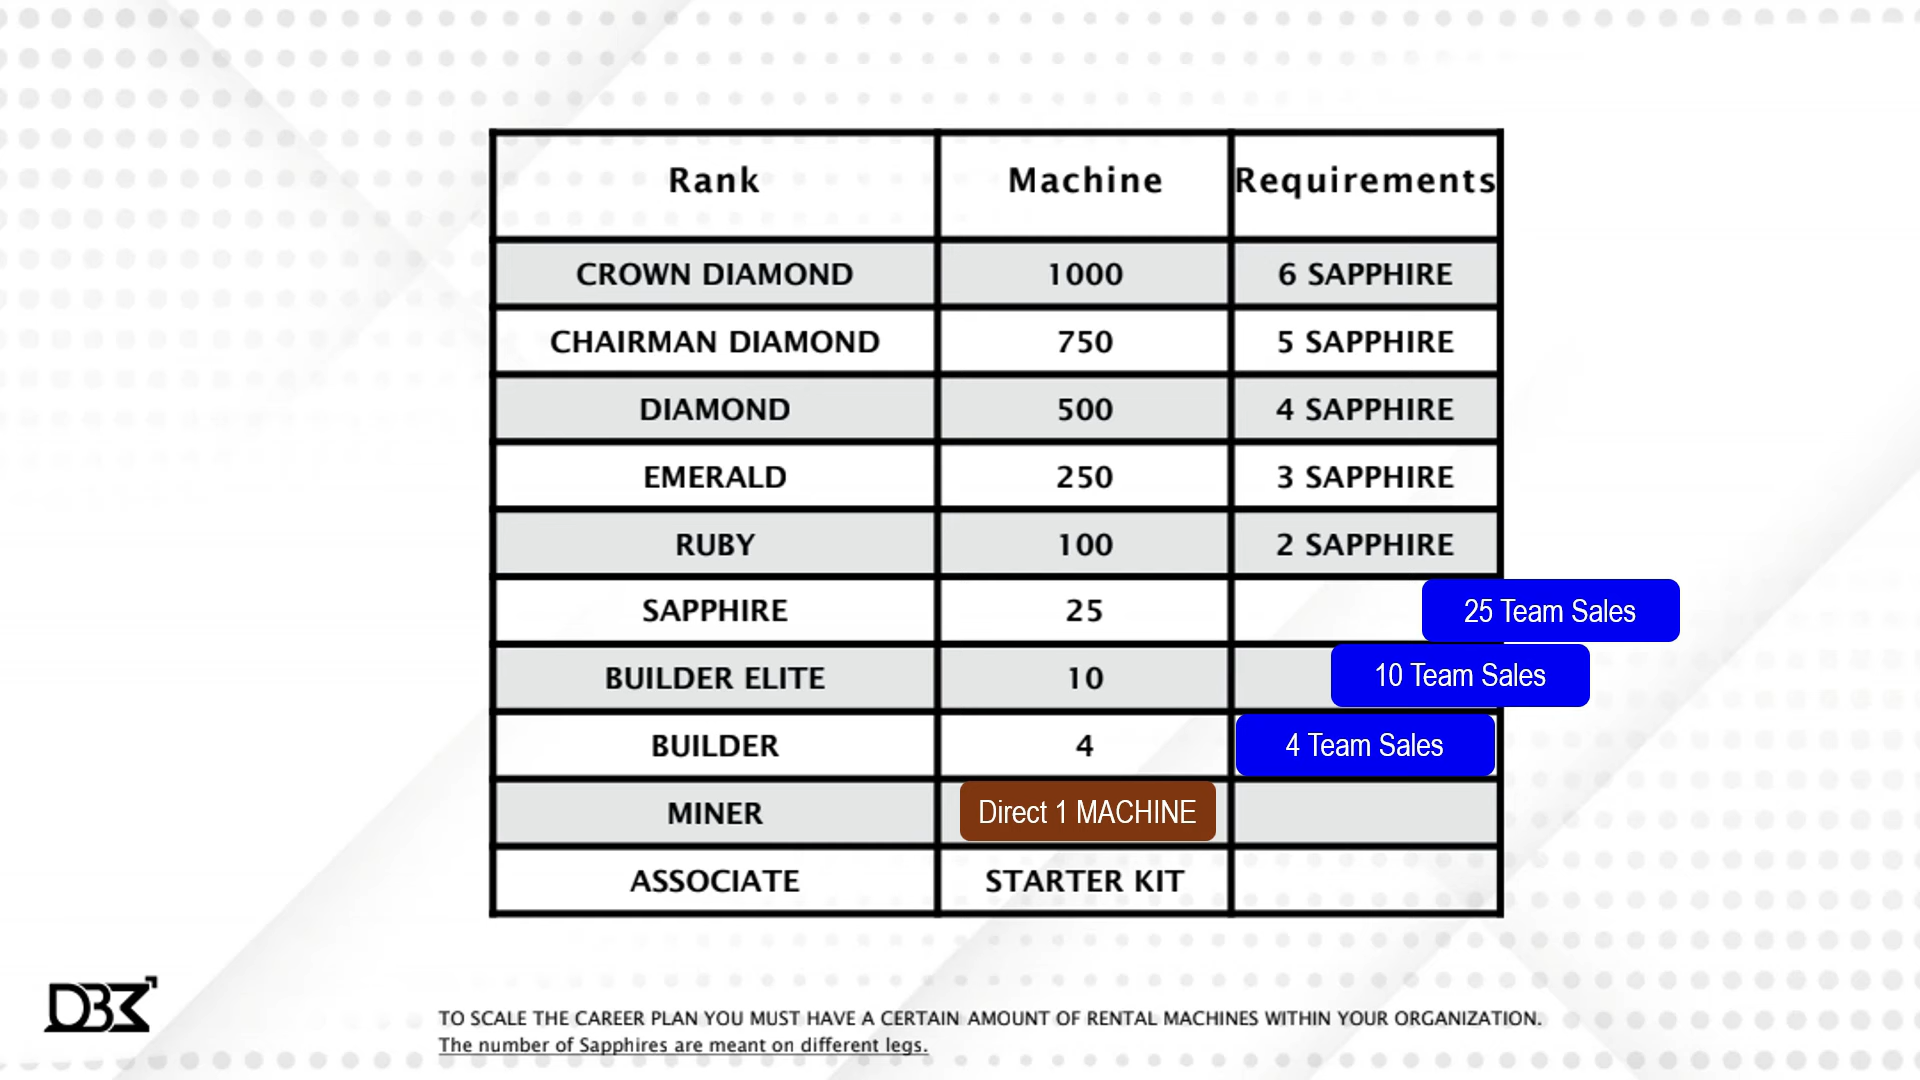 Rank Machine Requirements
CROWN DIAMOND 1000 6 SAPPHIRE
CHAIRMAN DIAMOND 750 5 SAPPHIRE
DIAMOND 500 4 SAPPHIRE
EMERALD 250 3 SAPPHIRE
RUBY 100 2 SAPPHIRE
SAPPHIRE 25 25 Team Sales
BUILDER ELITE 10 10 Team Sales
BUILDER 4 4 Team Sales
MINER Direct 1 MACHINE
ASSOCIATE STARTER KIT
DBM
TO SCALE THE CAREER PLAN YOU MUST HAVE A CERTAIN AMOUNT OF RENTAL MACHINES WITHIN YOUR ORGANIZATION.
The number of Sapphires are meant on different legs.